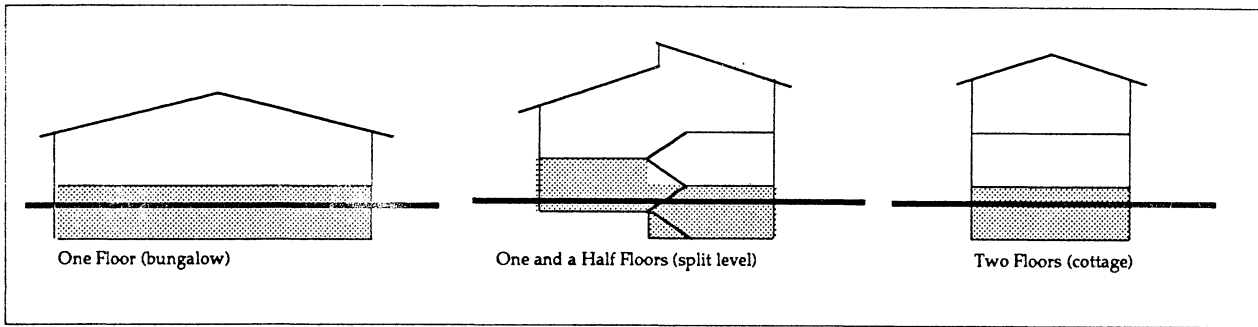 One Floor (bungalow)
One and a Half Floors (split level)
Two Floors (cottage)